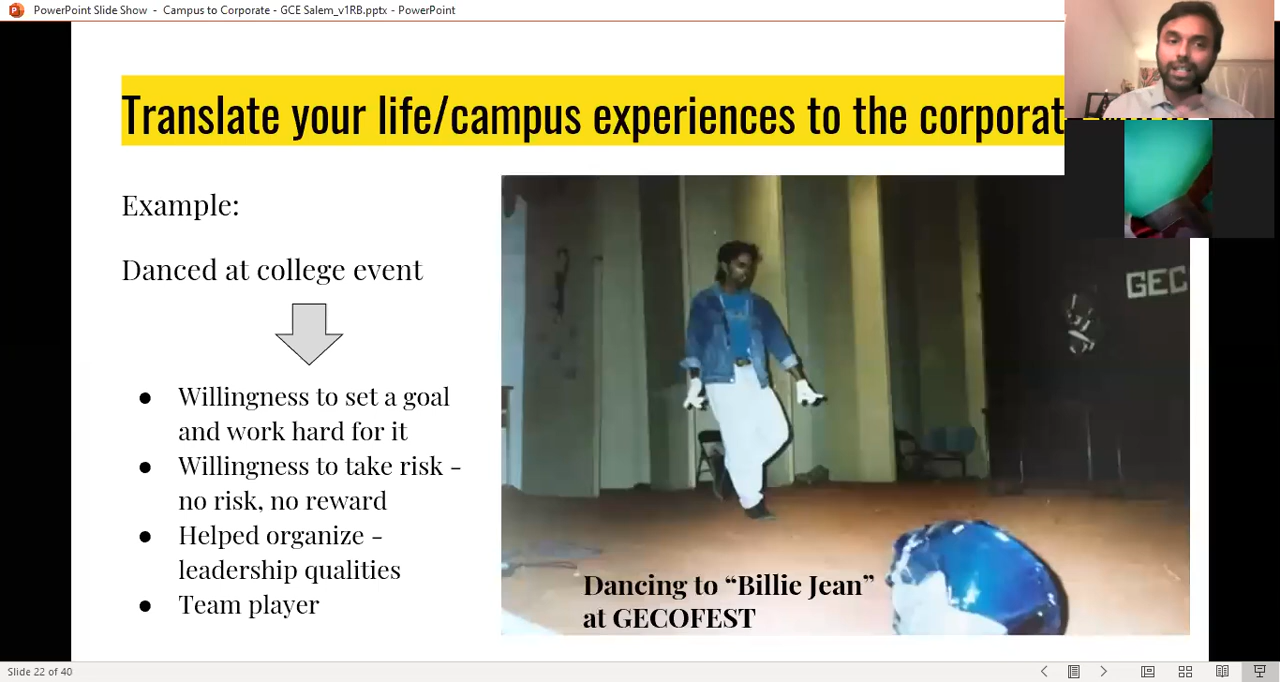 PowerPoint Slide Show - Campus to Corporate - GCE Salem_v1RB.pptx - PowerPoint
Translate your life/campus experiences to the corporat
Example:
Danced at college event
● Willingness to set a goal
and work hard for it
● Willingness to take risk -
no risk, no reward
● Helped organize -
leadership qualities
● Team player
GEC
Dancing to “Billie Jean”
at GECOFEST
Slide 22 of 40